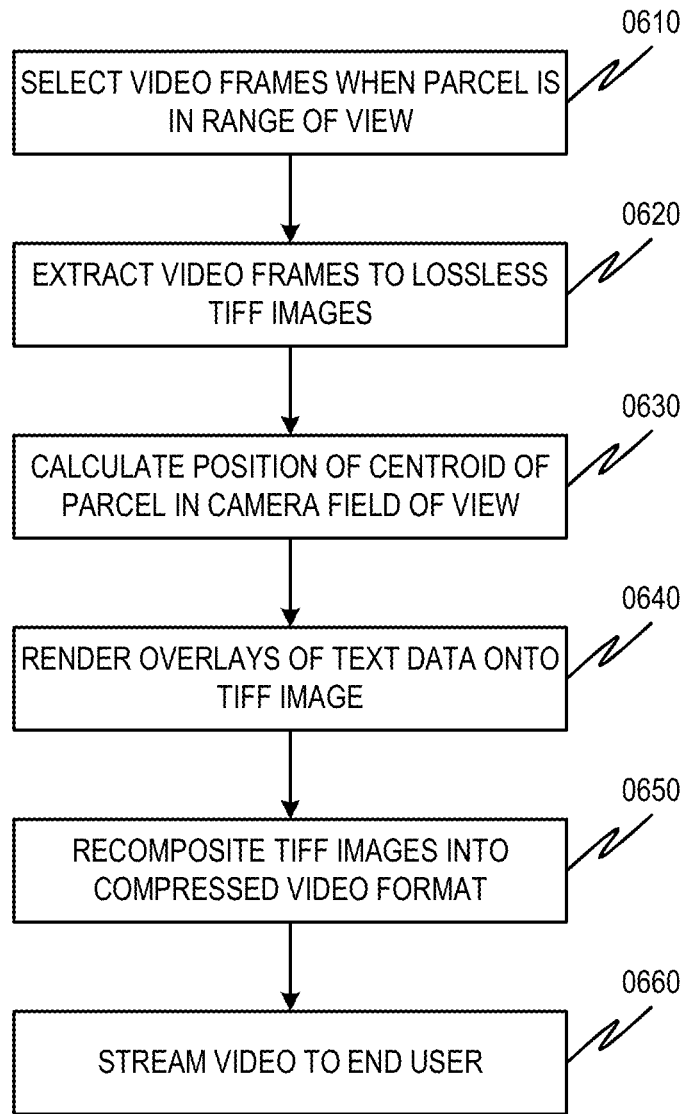 0610
SELECT VIDEO FRAMES WHEN PARCEL IS
IN RANGE OF VIEW
0620
EXTRACT VIDEO FRAMES TO LOSSLESS
TIFF IMAGES
0630
CALCULATE POSITION OF CENTROID OF
PARCEL IN CAMERA FIELD OF VIEW
0640
RENDER OVERLAYS OF TEXT DATA ONTO
TIFF IMAGE
0650
RECOMPOSITE TIFF IMAGES INTO
COMPRESSED VIDEO FORMAT
0660
STREAM VIDEO TO END USER